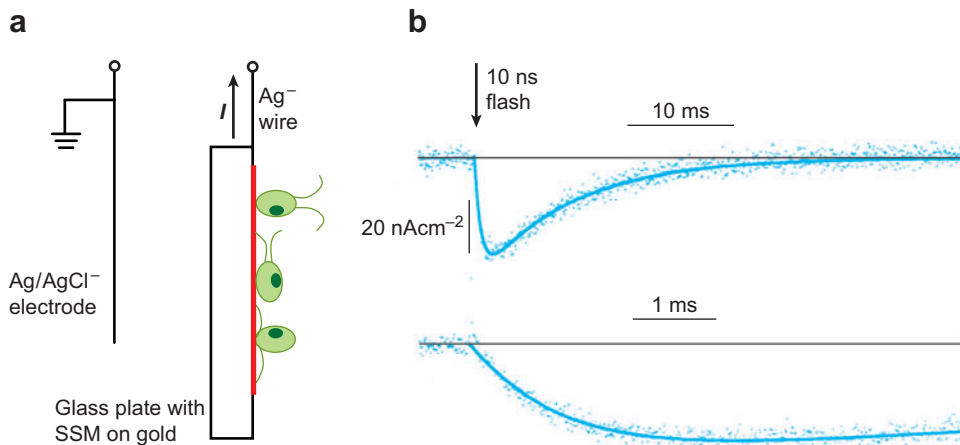 a
I
Ag⁻
wire
Ag/AgCl⁻
electrode
Glass plate with
SSM on gold
b
10 ns
flash
10 ms
20 nAcm⁻²
1 ms